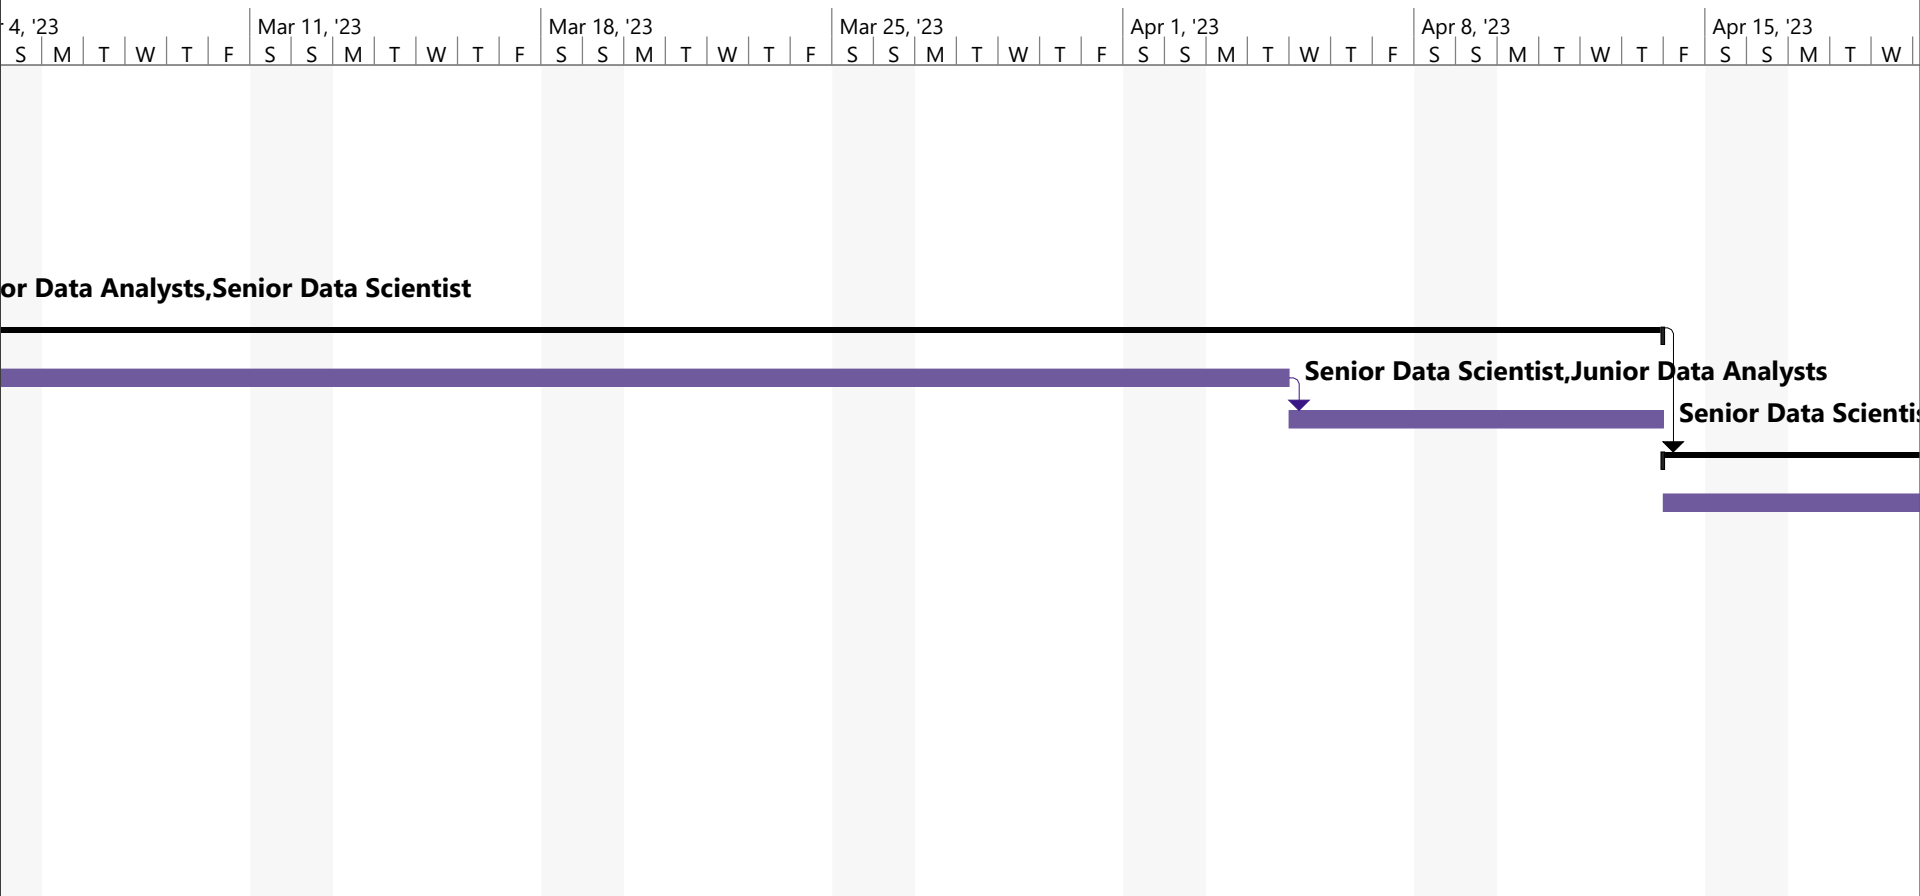 4, '23 Mar 11, '23 Mar 18, '23 Mar 25, '23 Apr 1, '23 Apr 8, '23 Apr 15, '23
S M T W T F S S M T W T F S S M T W T F S S M T W T F S S M T W T F S S M T W T F S S M T W
or Data Analysts,Senior Data Scientist
Senior Data Scientist,Junior Data Analysts
Senior Data Scientis